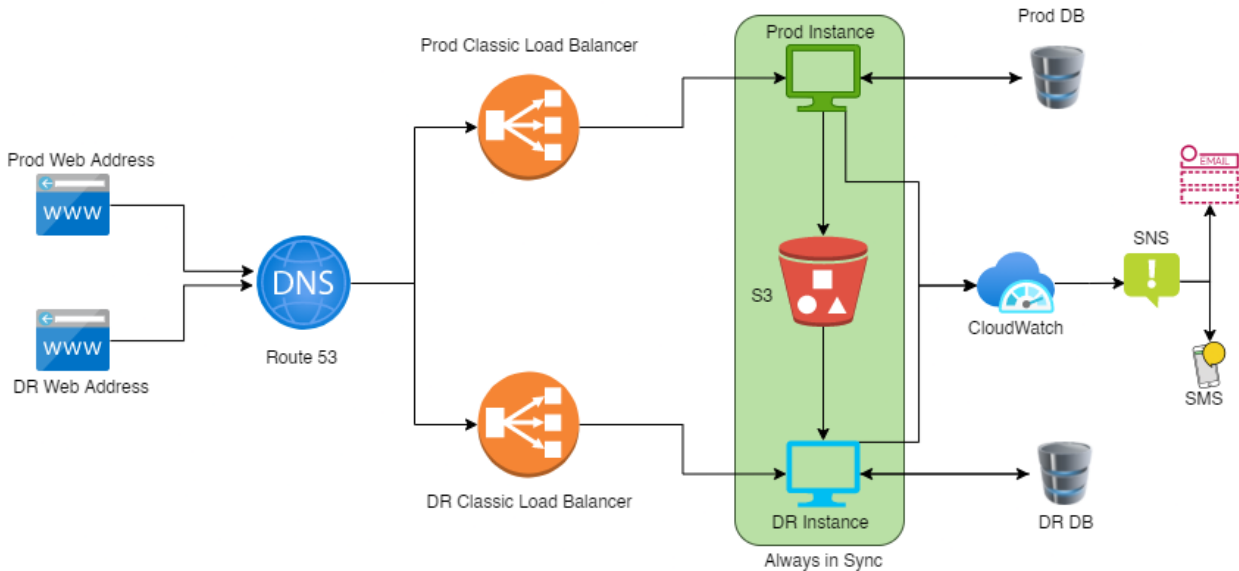 Prod DB
Prod Instance
Prod Classic Load Balancer
Prod Web Address
WWW
EMAIL
SNS
DNS
S3
CloudWatch
WWW
Route 53
DR Web Address
SMS
DR Classic Load Balancer
DR Instance
DR DB
Always in Sync